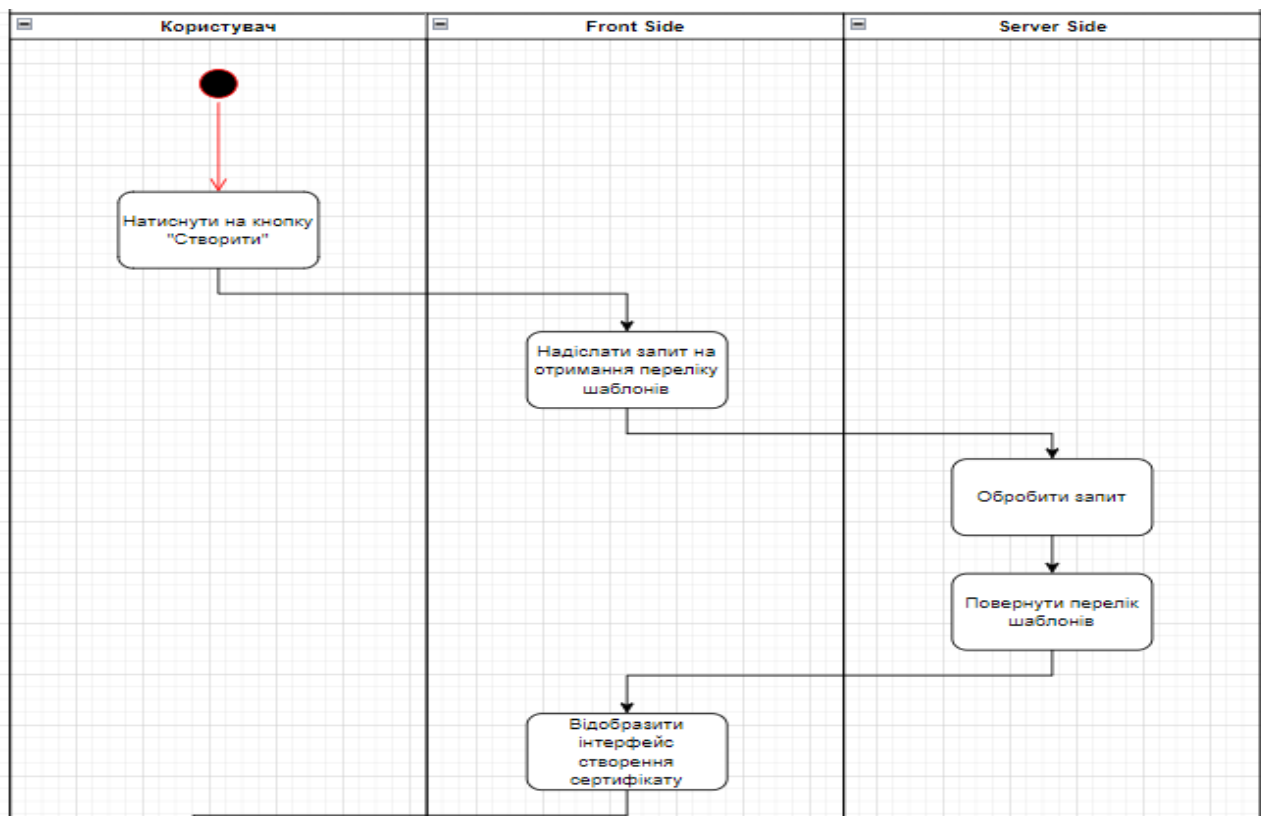 Користувач
Front Side
Server Side
Натиснути на кнопку
"Створити"
Надіслати запит на
отримання переліку
шаблонів
Обробити запит
Повернути перелік
шаблонів
Відобразити
інтерфейс
створення
сертифікату